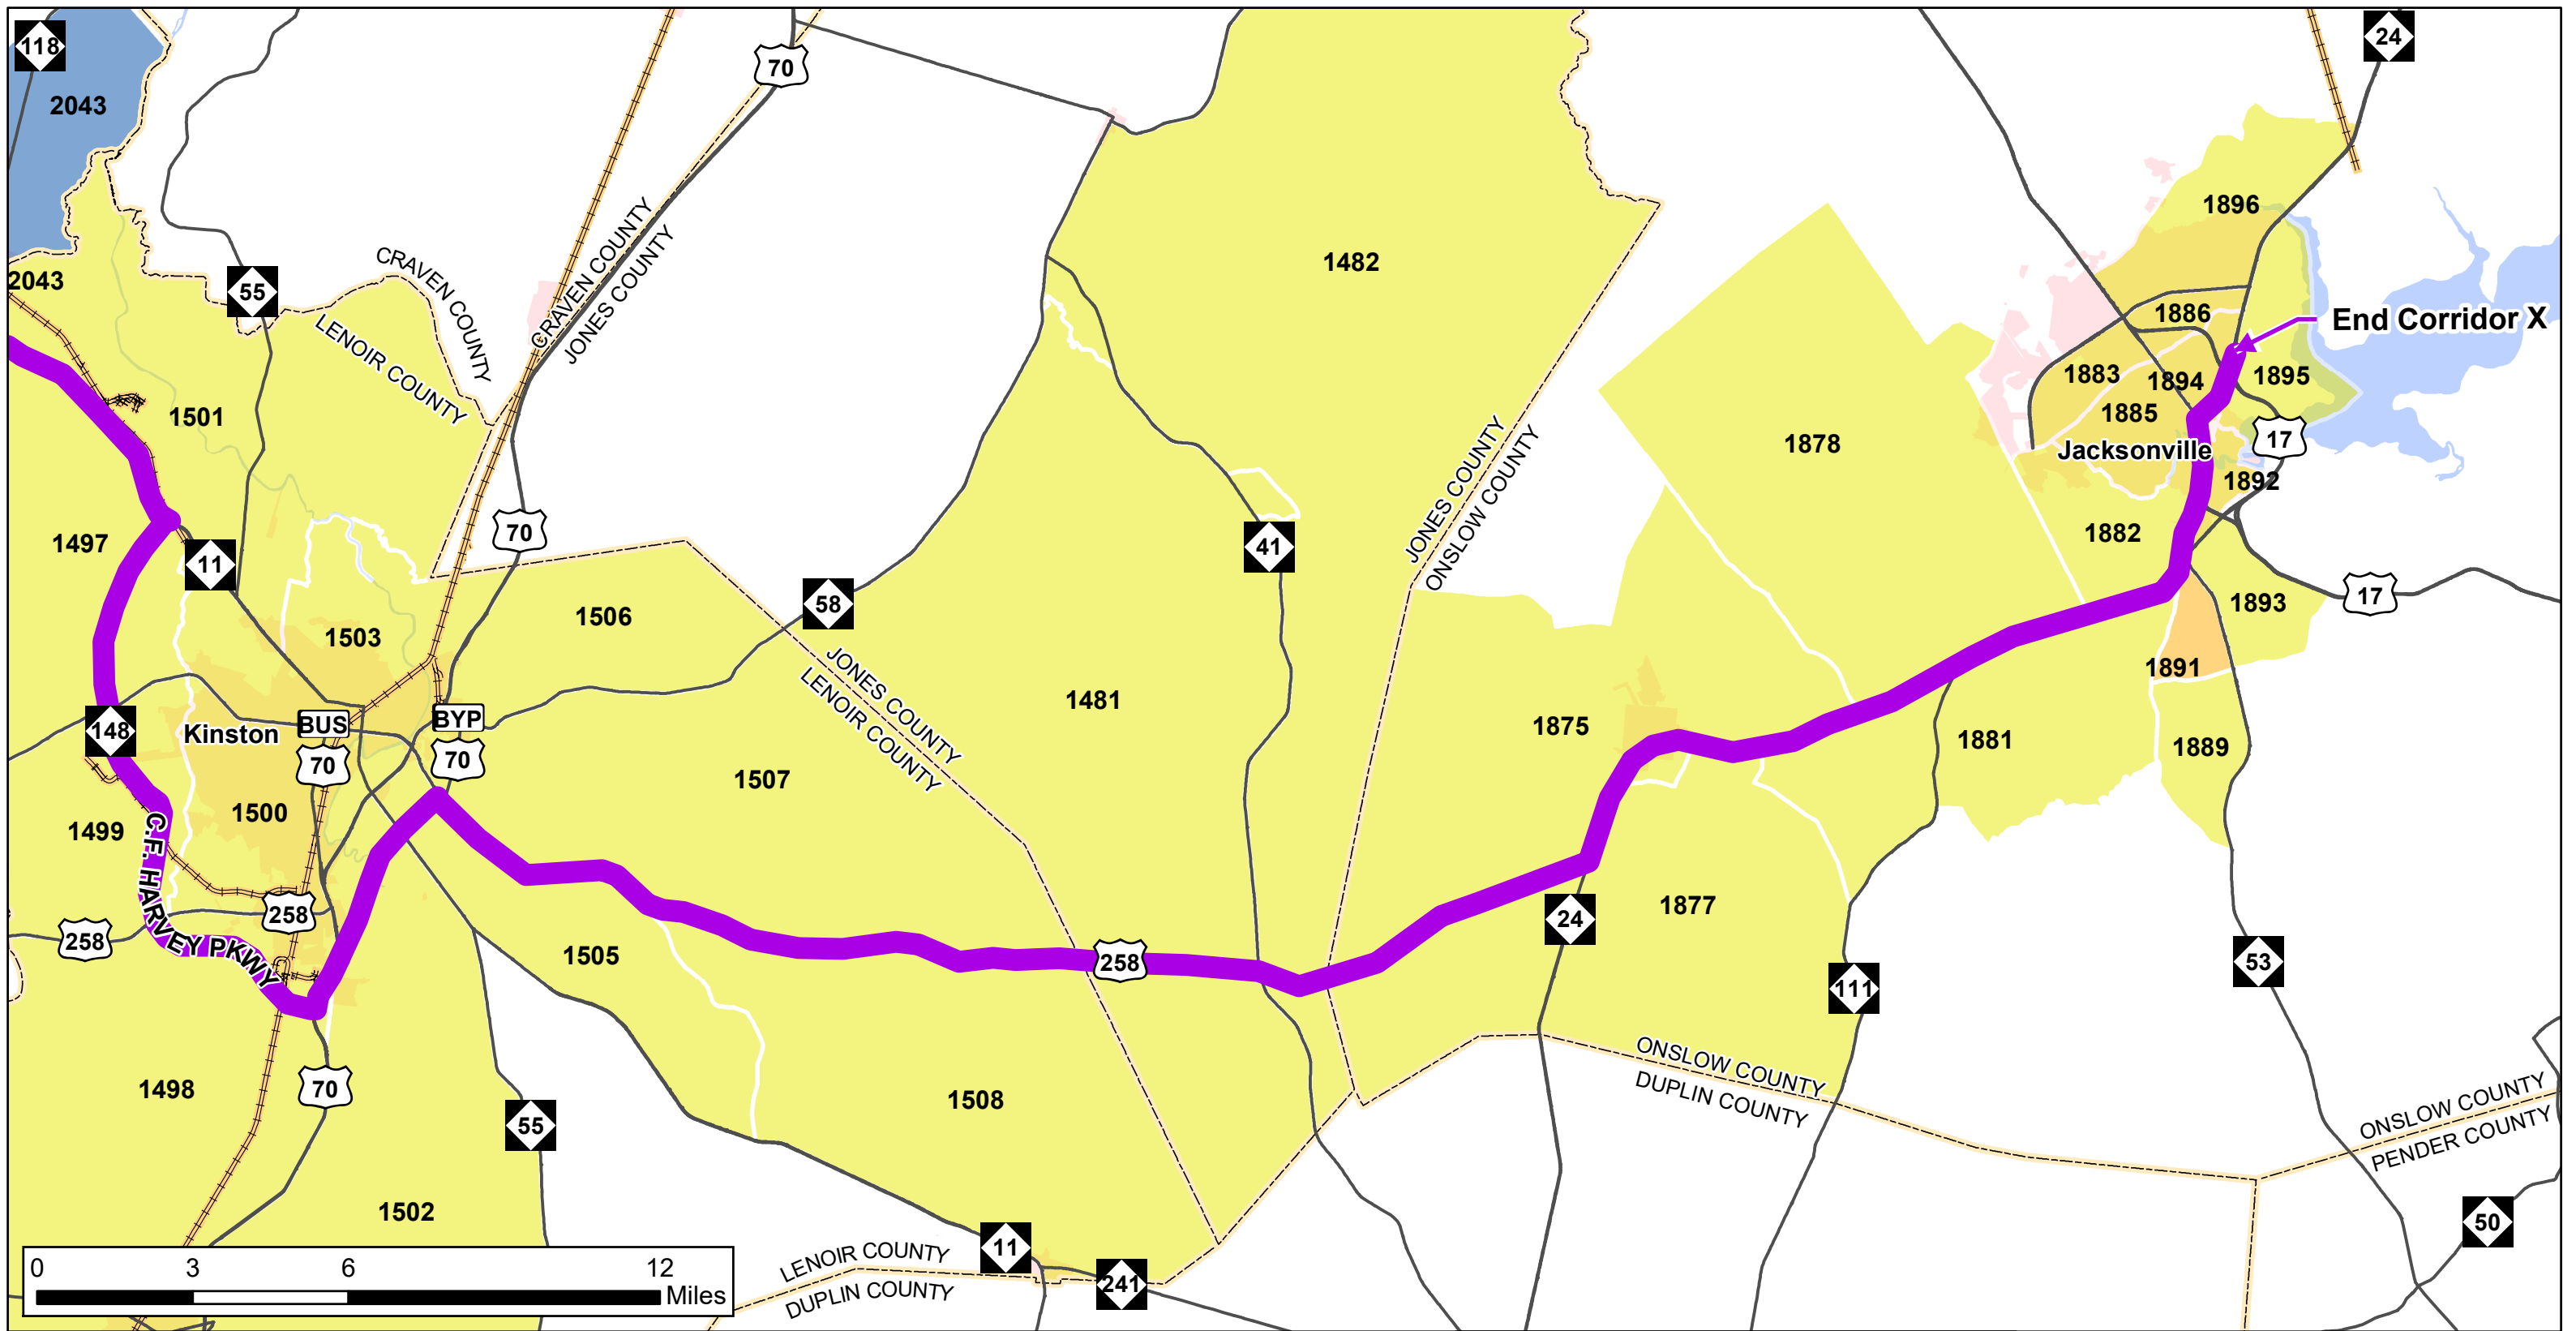 118
24
70
2043
1896
1482
2043
CRAVEN COUNTY
CRAVEN COUNTY
JONES COUNTY
55
LENOIR COUNTY
1886
End Corridor X
1883
1894
1895
1501
1885
17
1878
Jacksonville
1892
JONES COUNTY
ONSLOW COUNTY
70
1497
41
1882
11
58
17
1893
1506
1503
1891
JONES COUNTY
LENOIR COUNTY
1481
BUS
BYP
148
Kinston
1875
1881
1889
70
70
1507
1500
1499
C.F. HARVEY PKWY
258
1877
24
258
1505
258
53
111
1498
70
1508
55
ONSLOW COUNTY
DUPLIN COUNTY
ONSLOW COUNTY
PENDER COUNTY
1502
50
11
LENOIR COUNTY
DUPLIN COUNTY
241
0 3 6 12
Miles